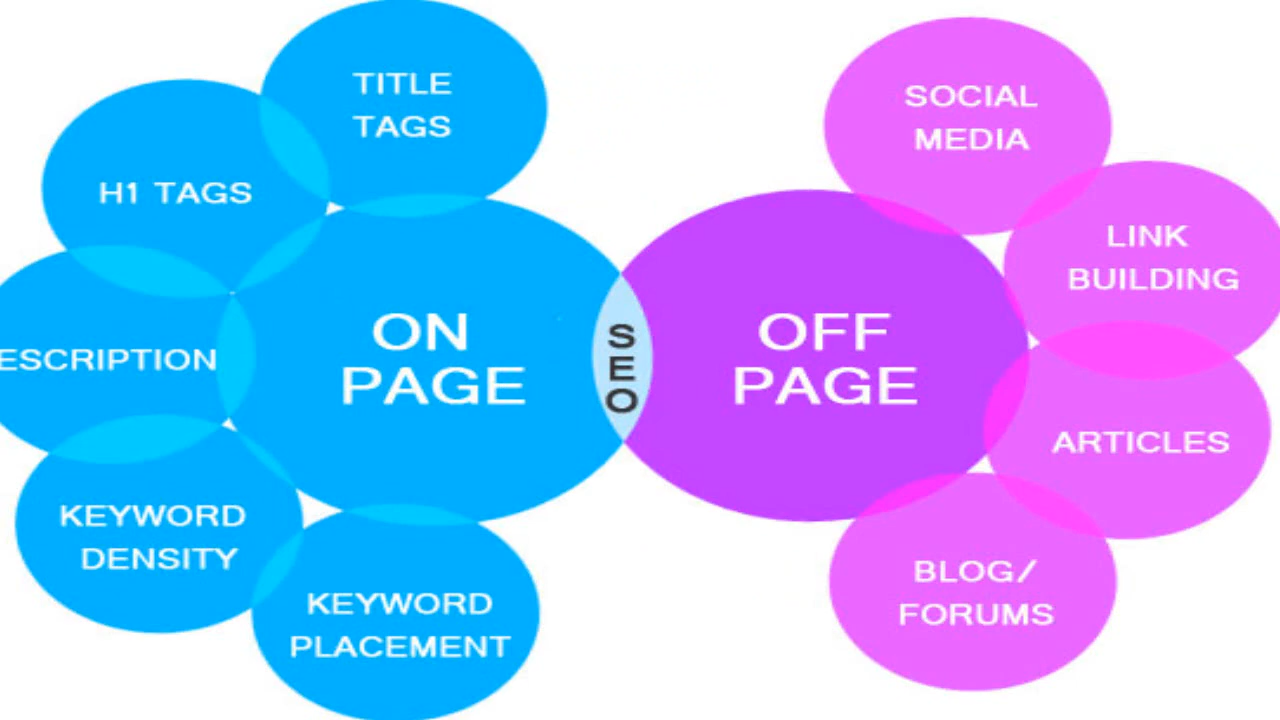 TITLE
TAGS
H1 TAGS
ESCRIPTION
KEYWORD
DENSITY
KEYWORD
PLACEMENT
ON
PAGE
S
E
O
OFF
PAGE
SOCIAL
MEDIA
LINK
BUILDING
ARTICLES
BLOG/
FORUMS